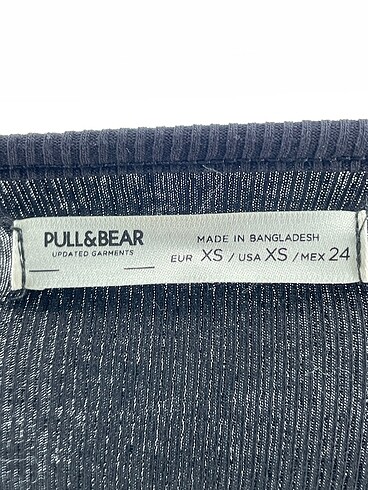 PULL&BEAR
UPDATED GARMENTS
MADE IN BANGLADESH
EUR XS / USA XS / MEX 24